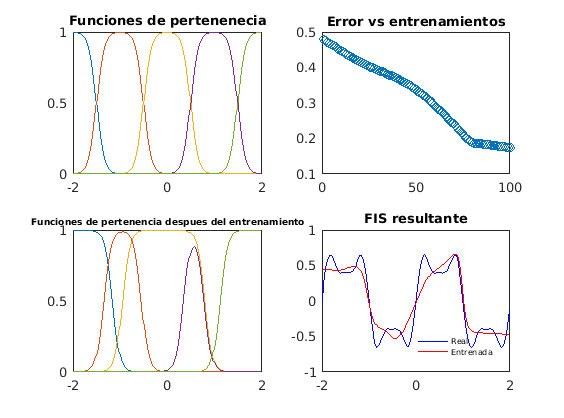 Funciones de pertenenecia
1
0.5
0
-2 0 2
Error vs entrenamientos
0.5
0.4
0.3
0.2
0.1
0 50 100
Funciones de pertenencia despues del entrenamiento
1
0.5
0
-2 0 2
FIS resultante
1
0.5
0
-0.5
-1
-2 0 2
Real
Entrenada